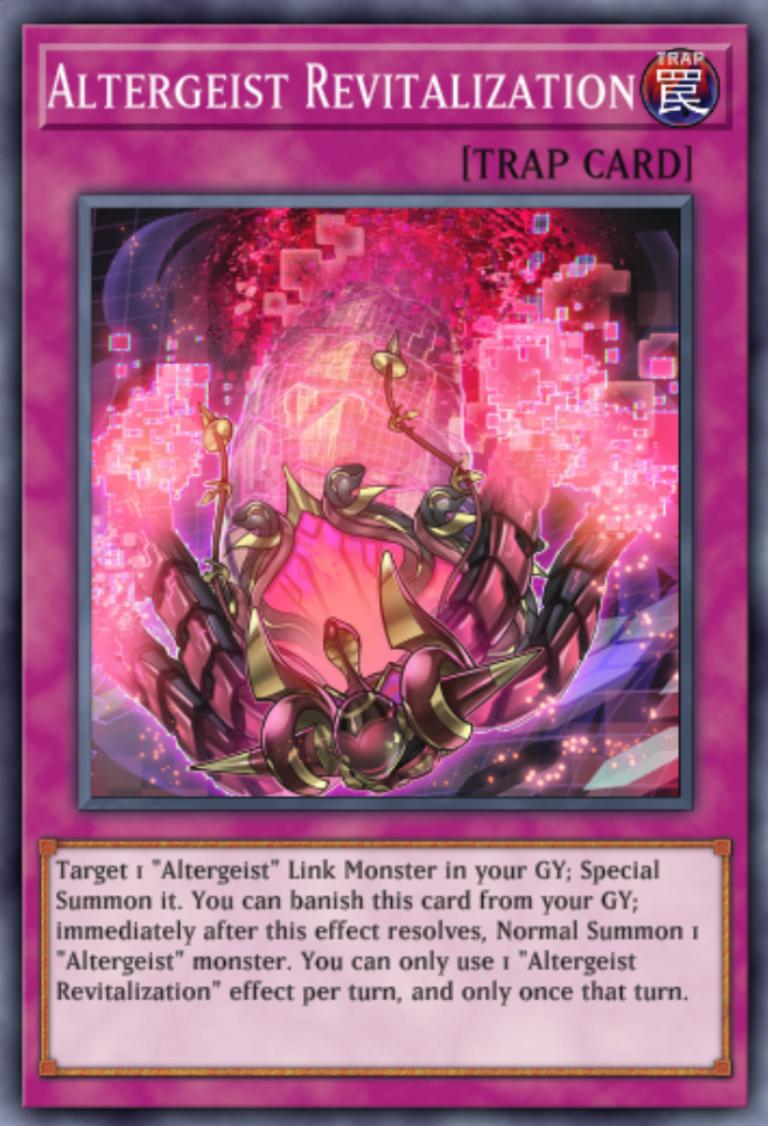 ALTERGEIST REVITALIZATION
TRAP
罠
[TRAP CARD]
Target 1 "Altergeist" Link Monster in your GY; Special
Summon it. You can banish this card from your GY;
immediately after this effect resolves, Normal Summon 1
"Altergeist" monster. You can only use 1 "Altergeist
Revitalization" effect per turn, and only once that turn.